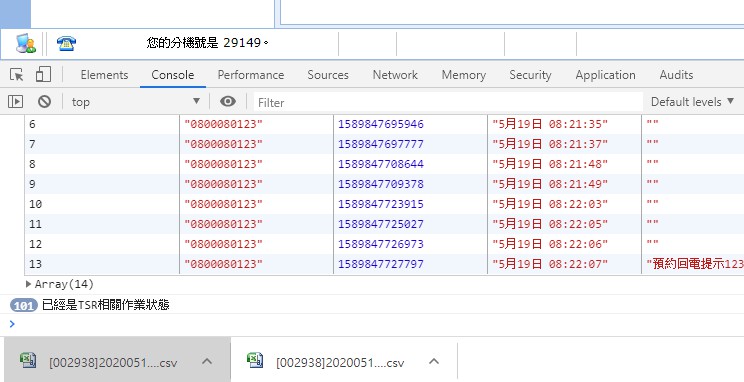 您的分機號是 29149。
Elements Console Performance Sources Network Memory Security Application Audits
top Filter Default levels
6 "0800080123" 1589847695946 "5月19日 08:21:35" ""
7 "0800080123" 1589847697777 "5月19日 08:21:37" ""
8 "0800080123" 1589847708644 "5月19日 08:21:48" ""
9 "0800080123" 1589847709378 "5月19日 08:21:49" ""
10 "0800080123" 1589847723915 "5月19日 08:22:03" ""
11 "0800080123" 1589847725027 "5月19日 08:22:05" ""
12 "0800080123" 1589847726973 "5月19日 08:22:06" ""
13 "0800080123" 1589847727797 "5月19日 08:22:07" "預約回電提示123
Array(14)
101 已經是TSR相關作業狀態
[002938]2020051....csv [002938]2020051....csv